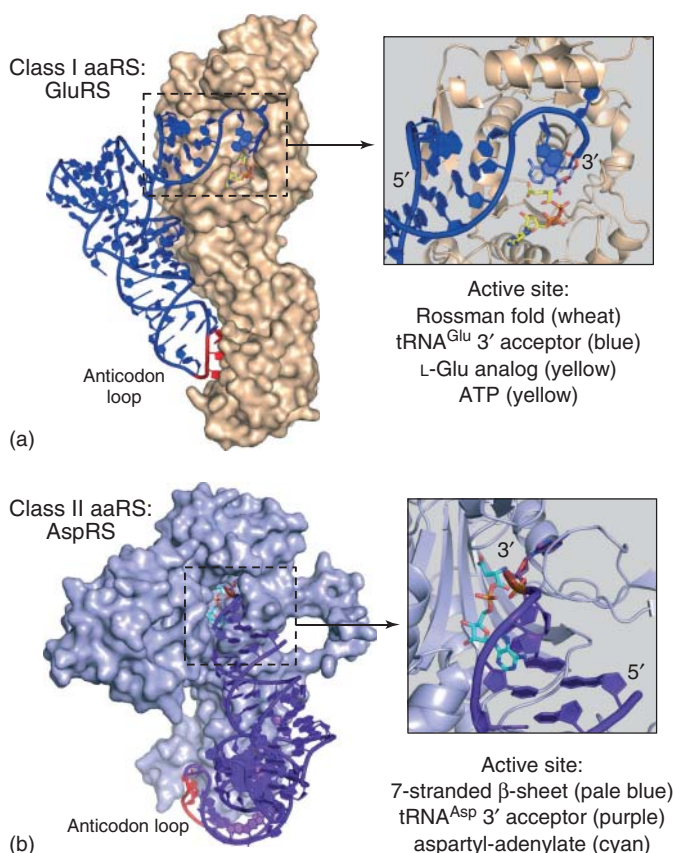 Class I aaRS:
GluRS
3′
5′
Active site:
Rossman fold (wheat)
tRNAGlu 3′ acceptor (blue)
L-Glu analog (yellow)
ATP (yellow)
Anticodon
loop
(a)
Class II aaRS:
AspRS
3′
5′
Active site:
7-stranded β-sheet (pale blue)
tRNAAsp 3′ acceptor (purple)
aspartyl-adenylate (cyan)
Anticodon loop
(b)